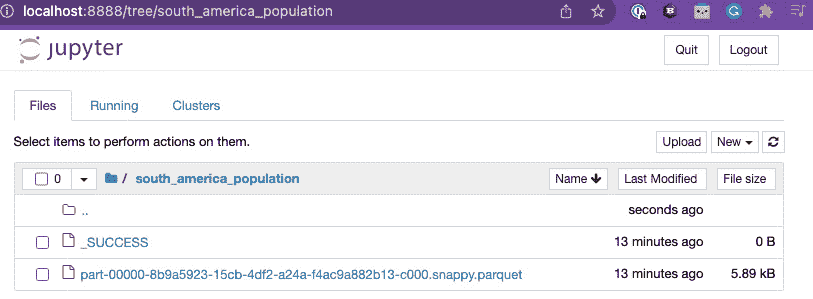 localhost:8888/tree/south_america_population
jupyter
Quit Logout
Files Running Clusters
Select items to perform actions on them.
Upload New
0 / south_america_population Name Last Modified File size
.. seconds ago
_SUCCESS 13 minutes ago 0 B
part-00000-8b9a5923-15cb-4df2-a24a-f4ac9a882b13-c000.snappy.parquet 13 minutes ago 5.89 kB